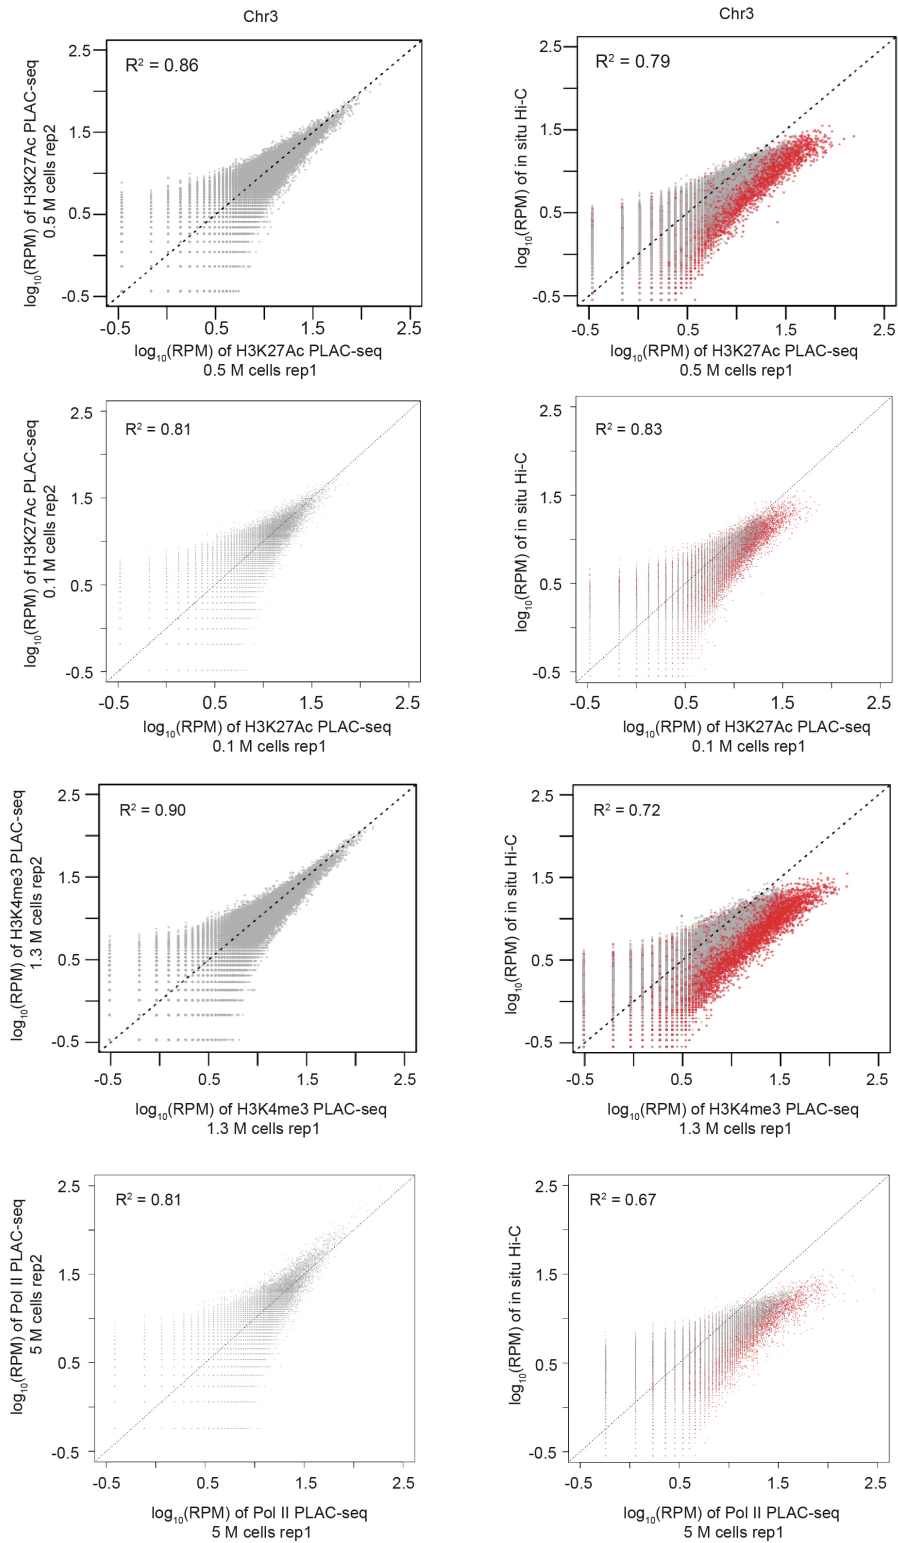 Chr3
Chr3
R² = 0.86
2.5
1.5
0.5
-0.5
log₁₀(RPM) of H3K27Ac PLAC-seq
0.5 M cells rep2
-0.5
0.5
1.5
2.5
log₁₀(RPM) of H3K27Ac PLAC-seq
0.5 M cells rep1
R² = 0.79
2.5
1.5
0.5
-0.5
log₁₀(RPM) of in situ Hi-C
-0.5
0.5
1.5
2.5
log₁₀(RPM) of H3K27Ac PLAC-seq
0.5 M cells rep1
R² = 0.81
2.5
1.5
0.5
-0.5
log₁₀(RPM) of H3K27Ac PLAC-seq
0.1 M cells rep2
-0.5
0.5
1.5
2.5
log₁₀(RPM) of H3K27Ac PLAC-seq
0.1 M cells rep1
R² = 0.83
2.5
1.5
0.5
-0.5
log₁₀(RPM) of in situ Hi-C
-0.5
0.5
1.5
2.5
log₁₀(RPM) of H3K27Ac PLAC-seq
0.1 M cells rep1
R² = 0.90
2.5
1.5
0.5
-0.5
log₁₀(RPM) of H3K4me3 PLAC-seq
1.3 M cells rep2
-0.5
0.5
1.5
2.5
log₁₀(RPM) of H3K4me3 PLAC-seq
1.3 M cells rep1
R² = 0.72
2.5
1.5
0.5
-0.5
log₁₀(RPM) of in situ Hi-C
-0.5
0.5
1.5
2.5
log₁₀(RPM) of H3K4me3 PLAC-seq
1.3 M cells rep1
R² = 0.81
2.5
1.5
0.5
-0.5
log₁₀(RPM) of Pol II PLAC-seq
5 M cells rep2
-0.5
0.5
1.5
2.5
log₁₀(RPM) of Pol II PLAC-seq
5 M cells rep1
R² = 0.67
2.5
1.5
0.5
-0.5
log₁₀(RPM) of in situ Hi-C
-0.5
0.5
1.5
2.5
log₁₀(RPM) of Pol II PLAC-seq
5 M cells rep1